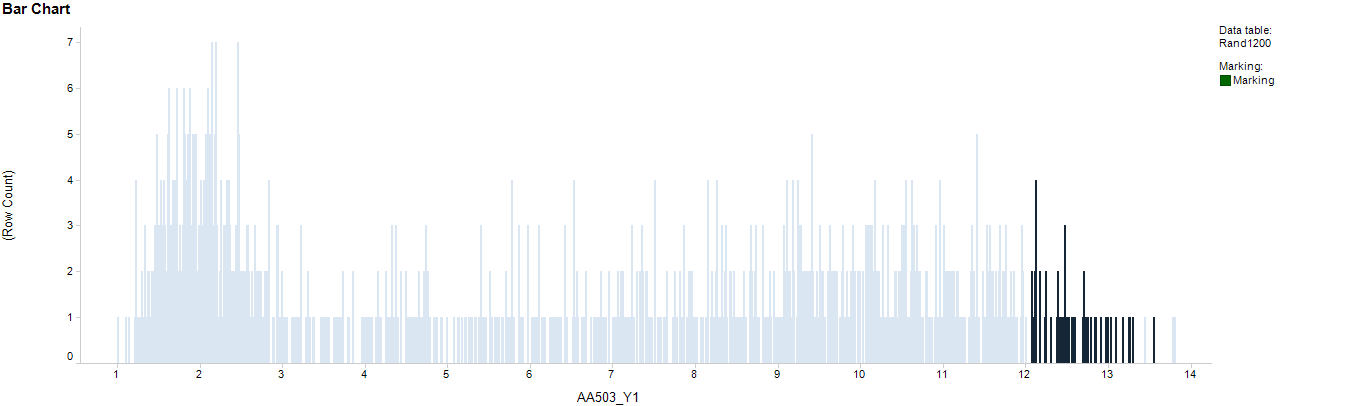 Bar Chart
Data table:
Rand1200
Marking:
Marking
(Row Count)
7
6
5
4
3
2
1
0
1 2 3 4 5 6 7 8 9 10 11 12 13 14
AA503_Y1